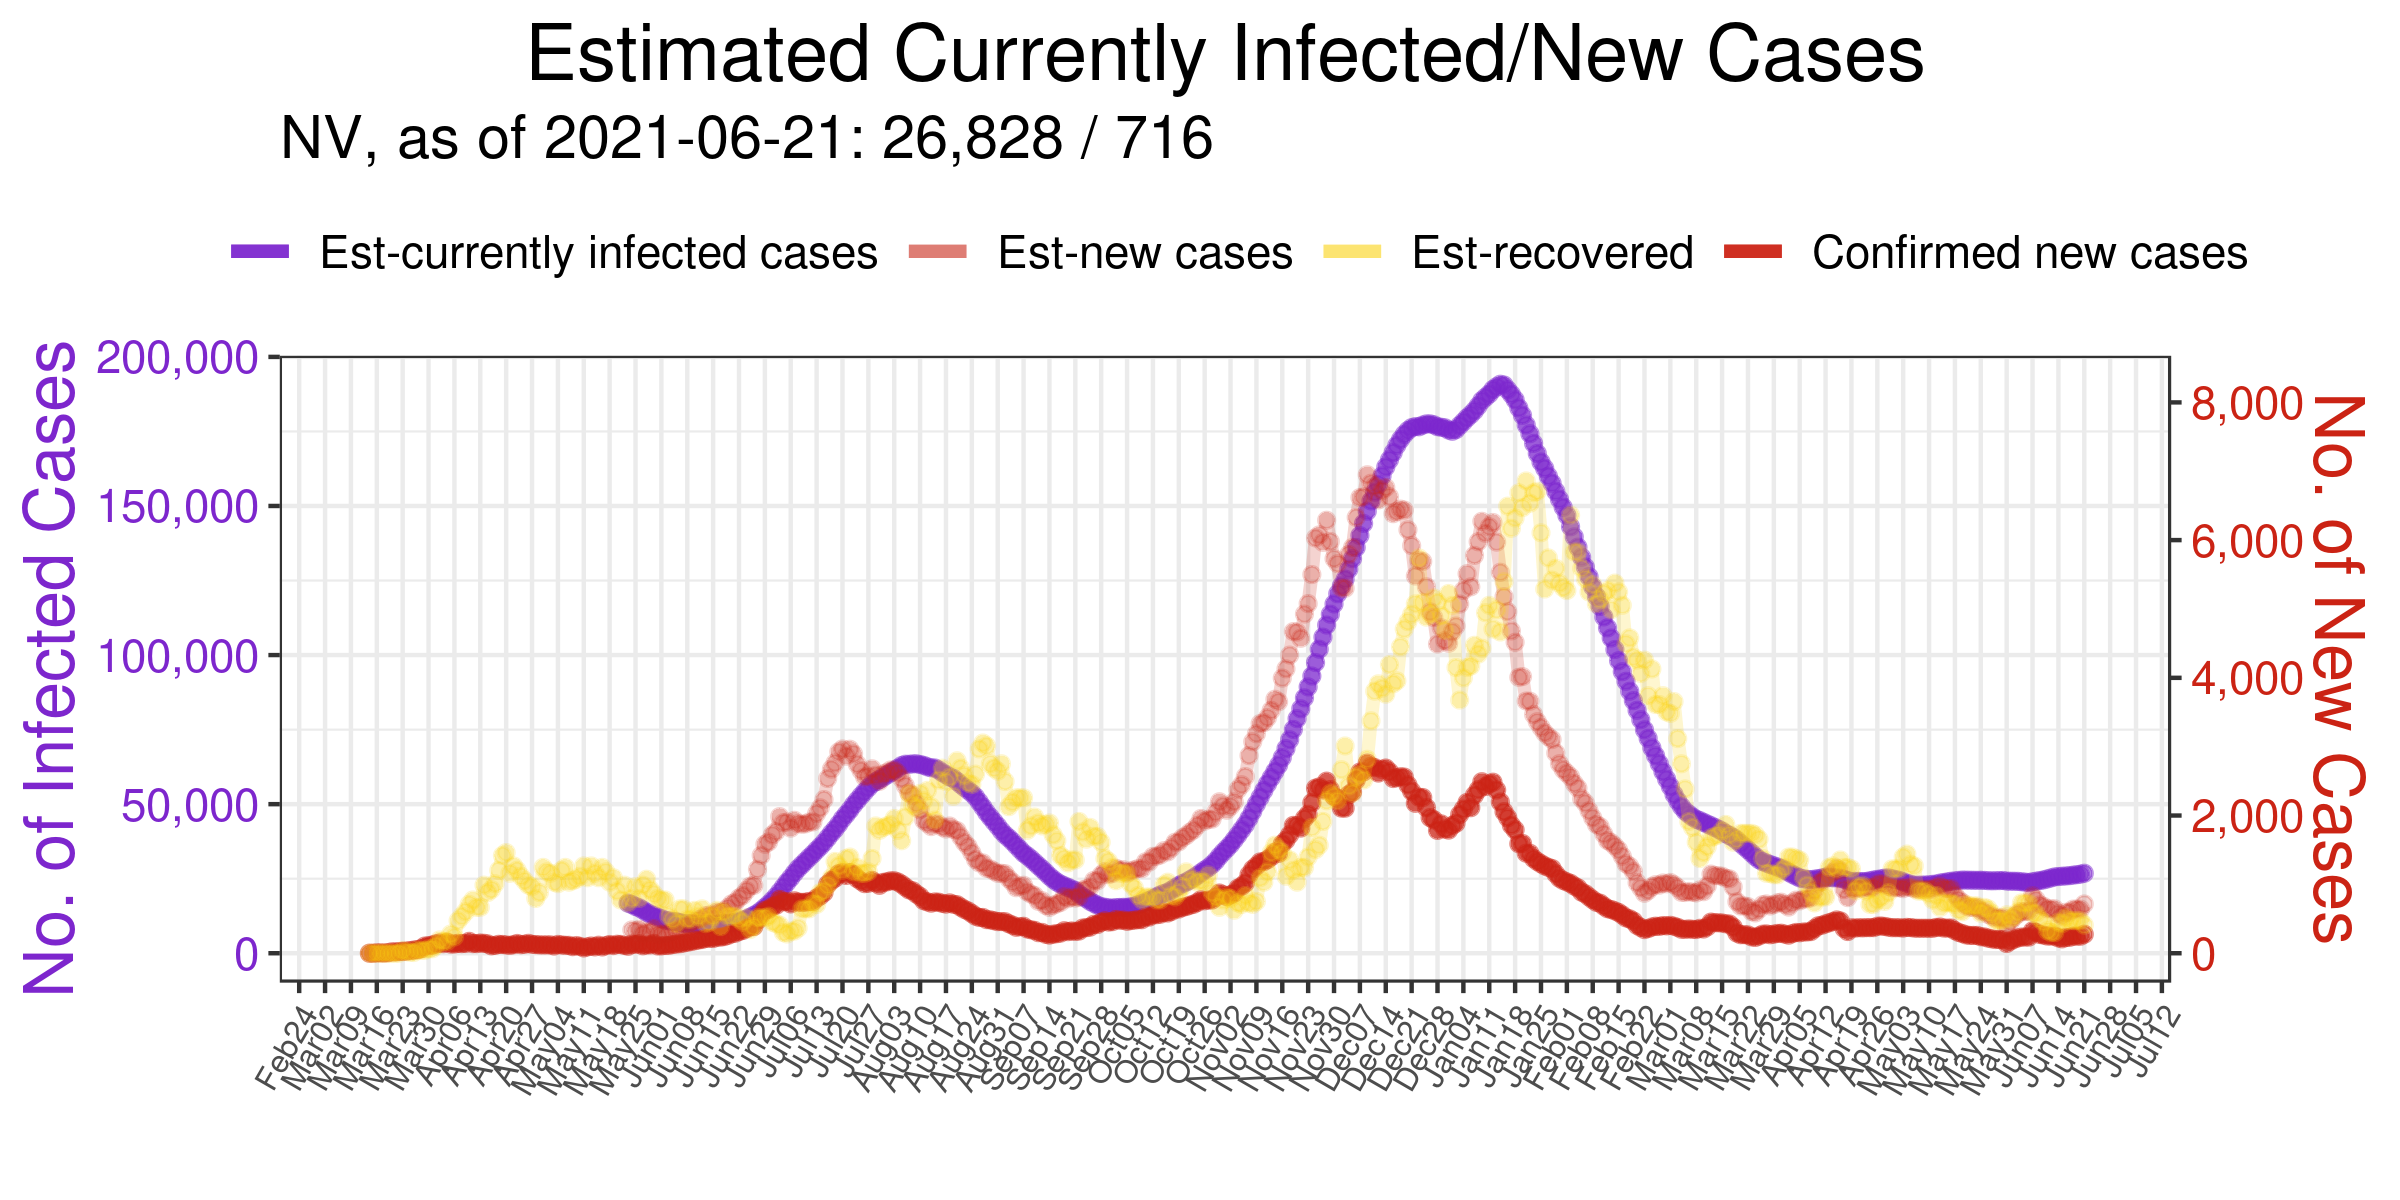 Estimated Currently Infected/New Cases
NV, as of 2021-06-21: 26,828 / 716
Est-currently infected cases
Est-new cases
Est-recovered
Confirmed new cases
No. of Infected Cases
200,000
150,000
100,000
50,000
0
8,000
6,000
4,000
2,000
0
No. of New Cases
Feb24
Mar02
Mar09
Mar16
Mar23
Mar30
Apr06
Apr13
Apr20
Apr27
May04
May11
May18
May25
Jun01
Jun08
Jun15
Jun22
Jun29
Jul06
Jul13
Jul20
Jul27
Aug03
Aug10
Aug17
Aug24
Aug31
Sep07
Sep14
Sep21
Sep28
Oct05
Oct12
Oct19
Oct26
Nov02
Nov09
Nov16
Nov23
Nov30
Dec07
Dec14
Dec21
Dec28
Jan04
Jan11
Jan18
Jan25
Feb01
Feb08
Feb15
Feb22
Mar01
Mar08
Mar15
Mar22
Mar29
Apr05
Apr12
Apr19
Apr26
May03
May10
May17
May24
May31
Jun07
Jun14
Jun21
Jun28
Jul05
Jul12